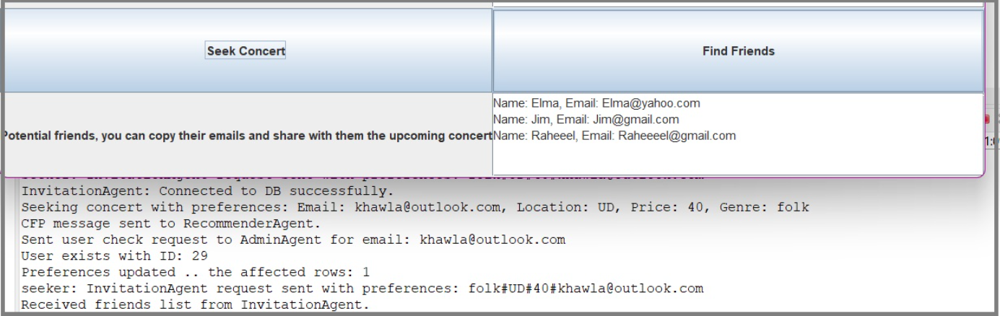 Seek Concert
Find Friends
Potential friends, you can copy their emails and share with them the upcoming concert
Name: Elma, Email: Elma@yahoo.com
Name: Jim, Email: Jim@gmail.com
Name: Raheeel, Email: Raheeeel@gmail.com
InvitationAgent: Connected to DB successfully.
Seeking concert with preferences: Email: khawla@outlook.com, Location: UD, Price: 40, Genre: folk
CFP message sent to RecommenderAgent.
Sent user check request to AdminAgent for email: khawla@outlook.com
User exists with ID: 29
Preferences updated .. the affected rows: 1
seeker: InvitationAgent request sent with preferences: folk#UD#40#khawla@outlook.com
Received friends list from InvitationAgent.